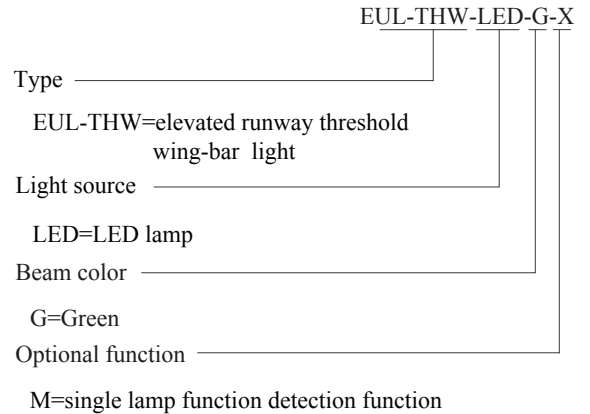 EUL-THW-LED-G-X
Type
EUL-THW=elevated runway threshold
wing-bar light
Light source
LED=LED lamp
Beam color
G=Green
Optional function
M=single lamp function detection function